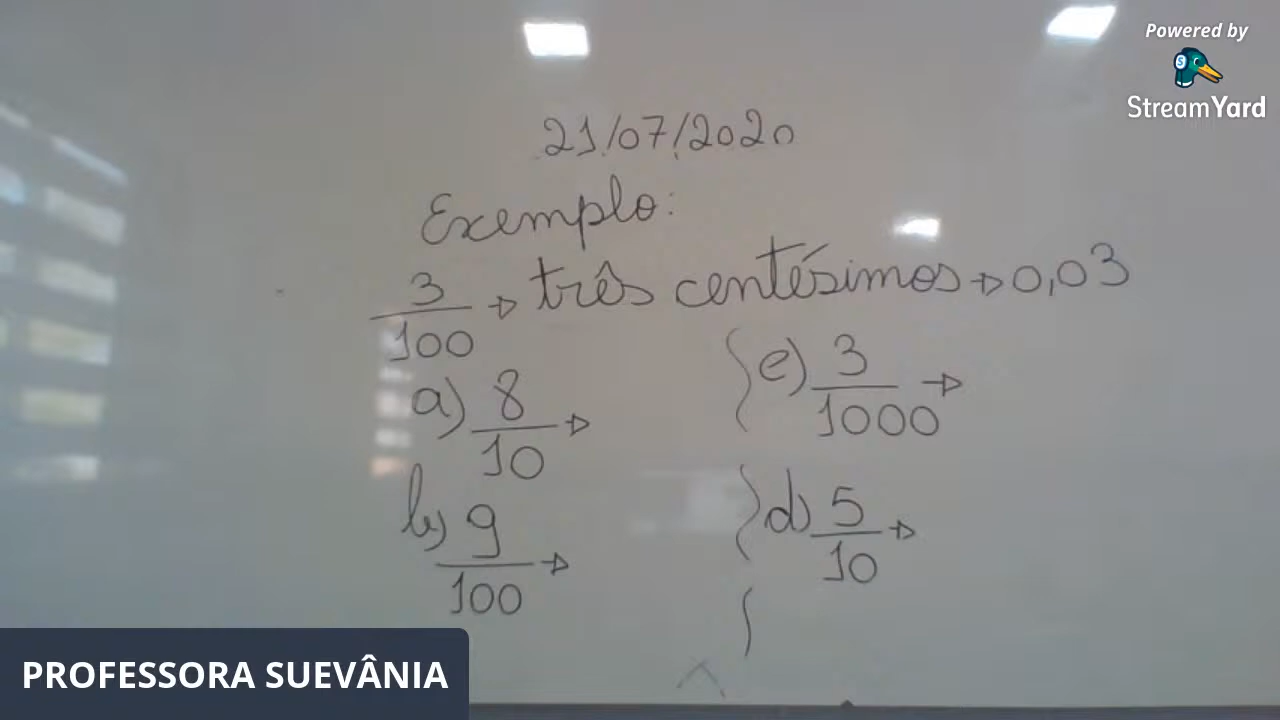 Powered by
StreamYard
21/07/2020
Exemplo:
3/100 → três centésimos → 0,03
a) 8/10 →
b) 9/100 →
e) 3/1000 →
d) 5/10 →
PROFESSORA SUEVÂNIA